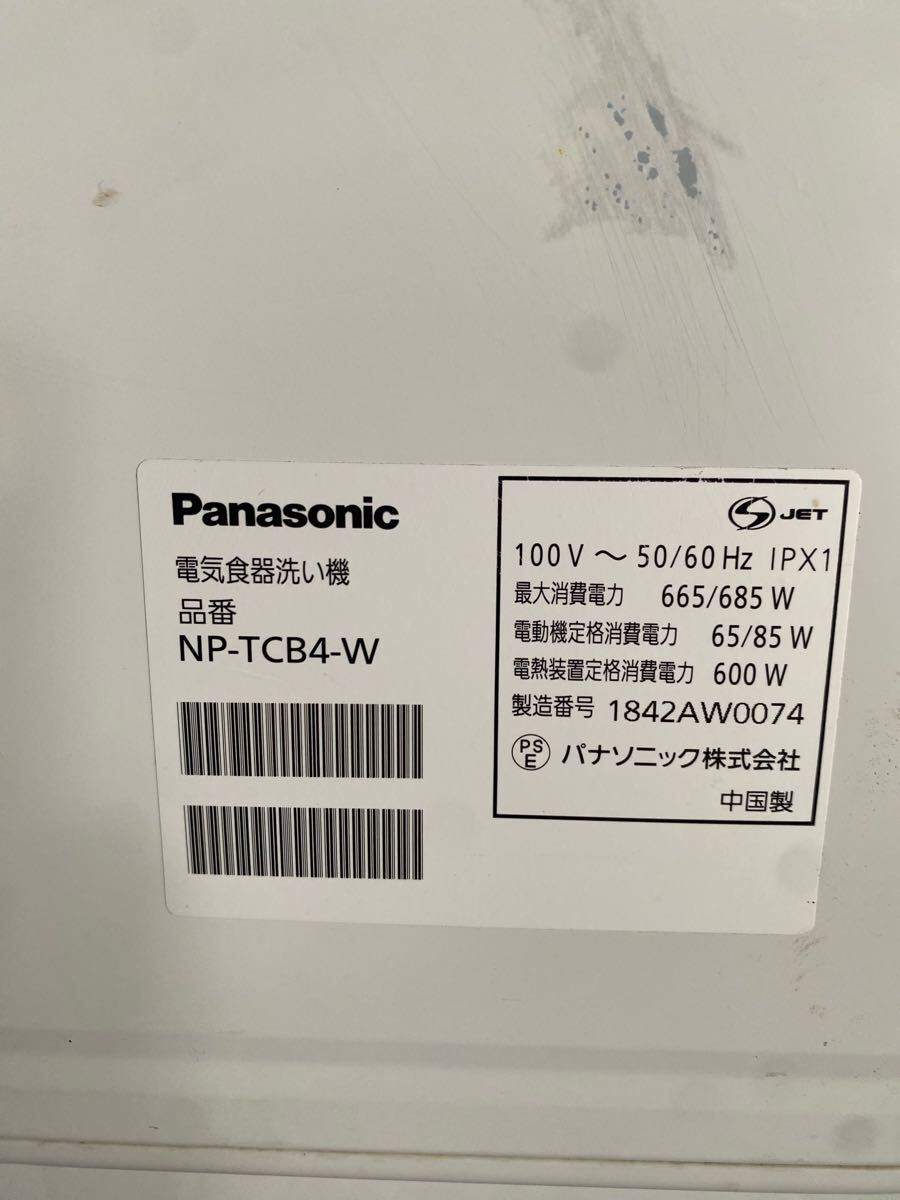 Panasonic
電気食器洗い機
品番
NP-TCB4-W
JET
100V～50/60Hz IPX1
最大消費電力 665/685W
電動機定格消費電力 65/85W
電熱装置定格消費電力 600W
製造番号 1842AW0074
PSE パナソニック株式会社
中国製